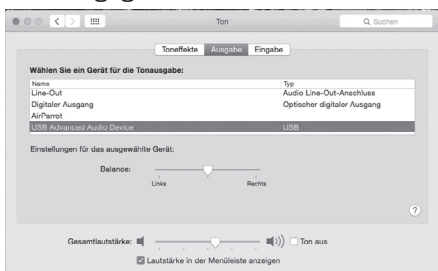 Ton
Suchen
Toneffekte Ausgabe Eingabe
Wählen Sie ein Gerät für die Tonausgabe:
Name Typ
Line-Out Audio Line-Out-Anschluss
Digitaler Ausgang Optischer digitaler Ausgang
AirParrot
USB Advanced Audio Device USB
Einstellungen für das ausgewählte Gerät:
Balance:
Links Rechts
?
Gesamtlautstärke: Ton aus
Lautstärke in der Menüleiste anzeigen